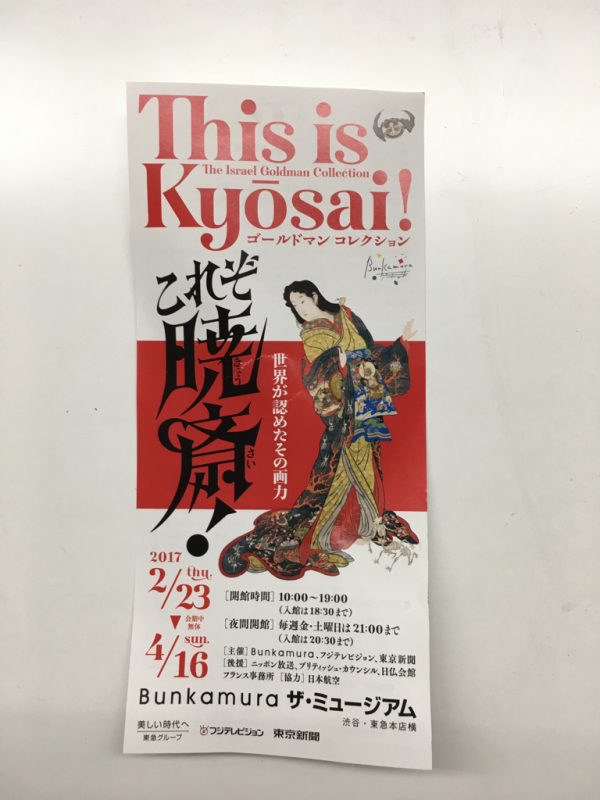 This is
The Israel Goldman Collection
Kyōsai!
ゴールドマン コレクション
Bunkamura
これぞ
暁斎!
きょう
さい
世界が認めたその画力
2017
2/23 thu.
会期中
無休
4/16 sun.
[開館時間] 10:00〜19:00
(入館は18:30まで)
[夜間開館] 毎週金・土曜日は21:00まで
(入館は20:30まで)
[主催] Bunkamura、フジテレビジョン、東京新聞
[後援] ニッポン放送、ブリティッシュ・カウンシル、日仏会館
フランス事務所 [協力] 日本航空
Bunkamura ザ・ミュージアム
渋谷・東急本店横
美しい時代へ
東急グループ
フジテレビジョン
東京新聞